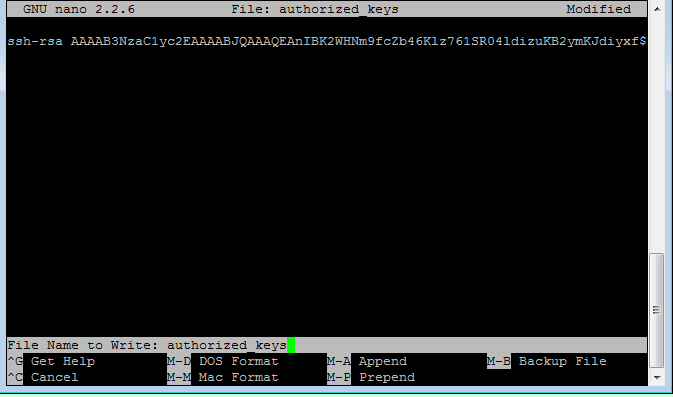 GNU nano 2.2.6 File: authorized_keys Modified
ssh-rsa AAAAB3NzaC1yc2EAAAABJQAAAQEAnIBK2WHNm9fcZb46Klz761SR04ldizuKB2ymKJdiyxf$
File Name to Write: authorized_keys
^G Get Help M-D DOS Format M-A Append M-B Backup File
^C Cancel M-M Mac Format M-P Prepend